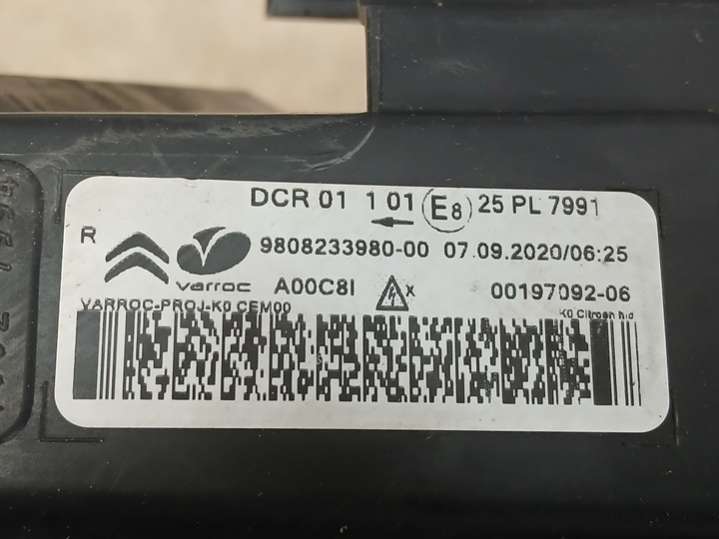 DCR 01 1 01 E8 25 PL 7991
R
9808233980-00 07.09.2020/06:25
varroc A00C8I X 00197092-06
VARROC-PROJ-K0 CEM00 K0 Citroen hid